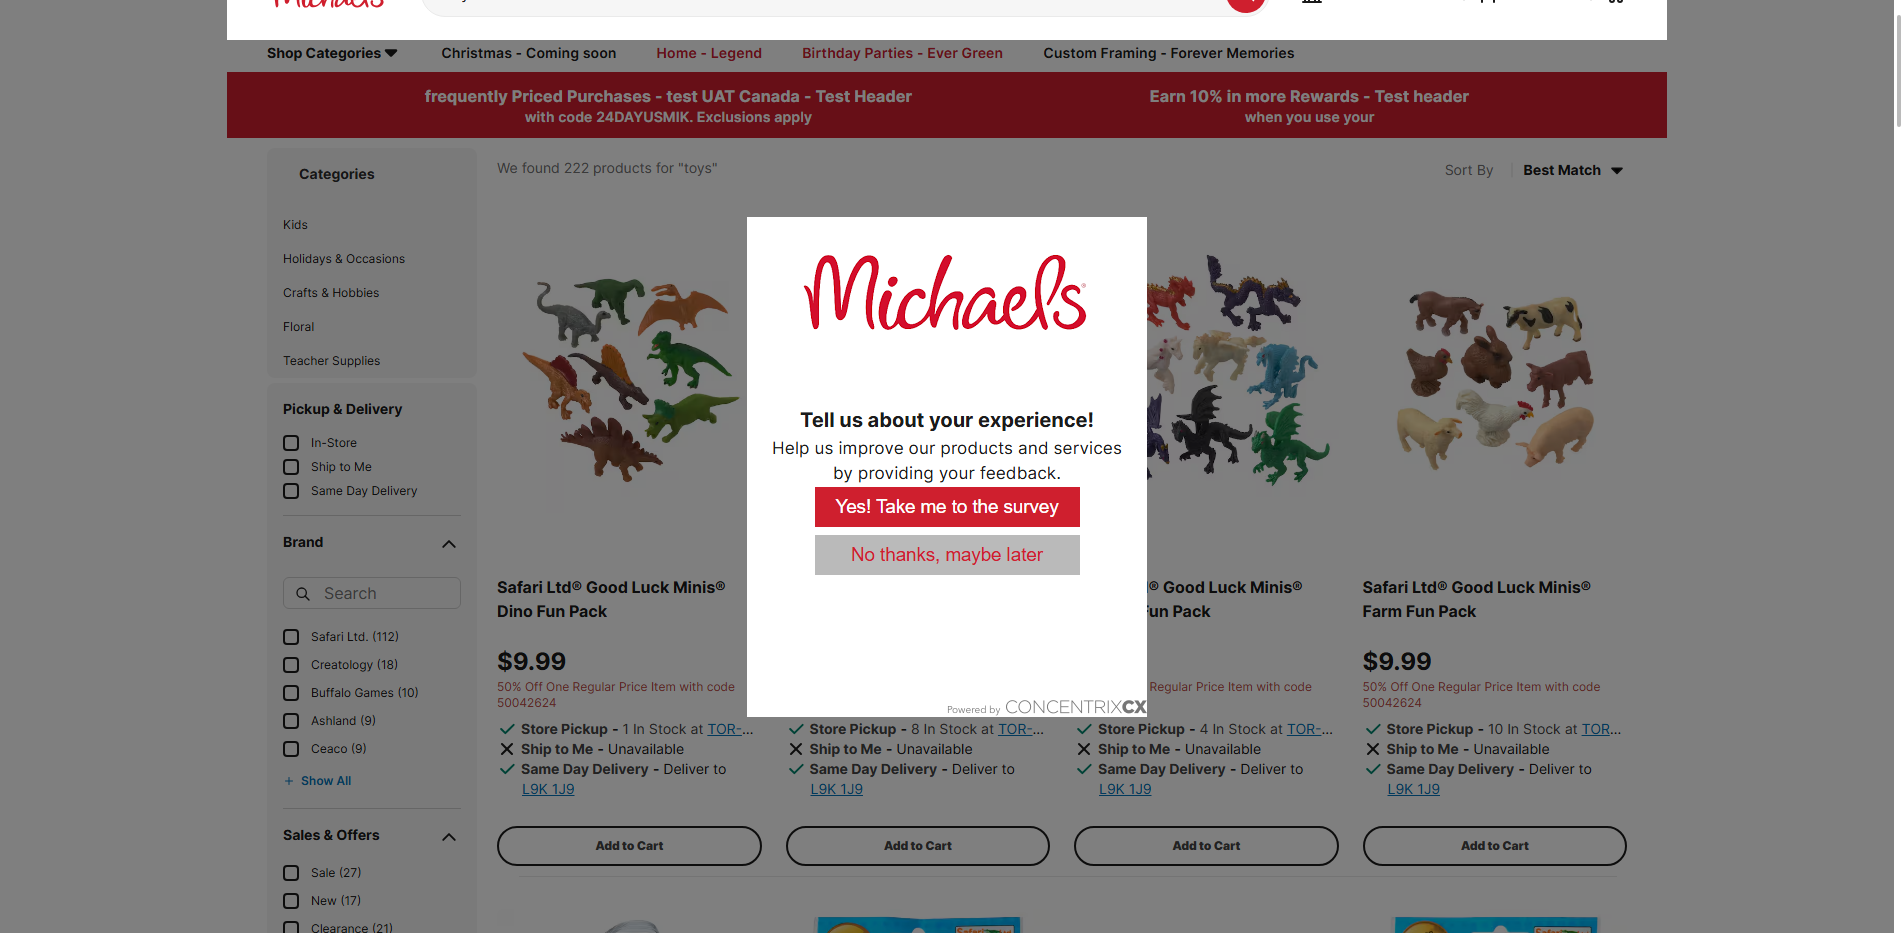 Michaels
Shop Categories
Christmas - Coming soon
Home - Legend
Birthday Parties - Ever Green
Custom Framing - Forever Memories
frequently Priced Purchases - test UAT Canada - Test Header
with code 24DAYUSMIK. Exclusions apply
Earn 10% in more Rewards - Test header
when you use your
Categories
Kids
Holidays & Occasions
Crafts & Hobbies
Floral
Teacher Supplies
Pickup & Delivery
In-Store
Ship to Me
Same Day Delivery
Brand
Search
Safari Ltd. (112)
Creatology (18)
Buffalo Games (10)
Ashland (9)
Ceaco (9)
+ Show All
Sales & Offers
Sale (27)
New (17)
Clearance (21)
We found 222 products for "toys"
Sort By
Best Match
Michaels
Tell us about your experience!
Help us improve our products and services
by providing your feedback.
Yes! Take me to the survey
No thanks, maybe later
Powered by CONCENTRIXCX
Safari Ltd® Good Luck Minis®
Dino Fun Pack
$9.99
50% Off One Regular Price Item with code
50042624
Store Pickup - 1 In Stock at TOR-...
Ship to Me - Unavailable
Same Day Delivery - Deliver to
L9K 1J9
Add to Cart
Store Pickup - 8 In Stock at TOR-...
Ship to Me - Unavailable
Same Day Delivery - Deliver to
L9K 1J9
Add to Cart
® Good Luck Minis®
Fun Pack
Regular Price Item with code
Store Pickup - 4 In Stock at TOR-...
Ship to Me - Unavailable
Same Day Delivery - Deliver to
L9K 1J9
Add to Cart
Safari Ltd® Good Luck Minis®
Farm Fun Pack
$9.99
50% Off One Regular Price Item with code
50042624
Store Pickup - 10 In Stock at TOR...
Ship to Me - Unavailable
Same Day Delivery - Deliver to
L9K 1J9
Add to Cart